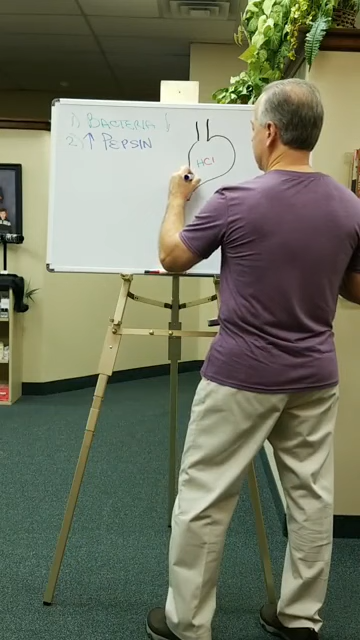 1) BACTERIA ↓
2) ↑ PEPSIN
HCl